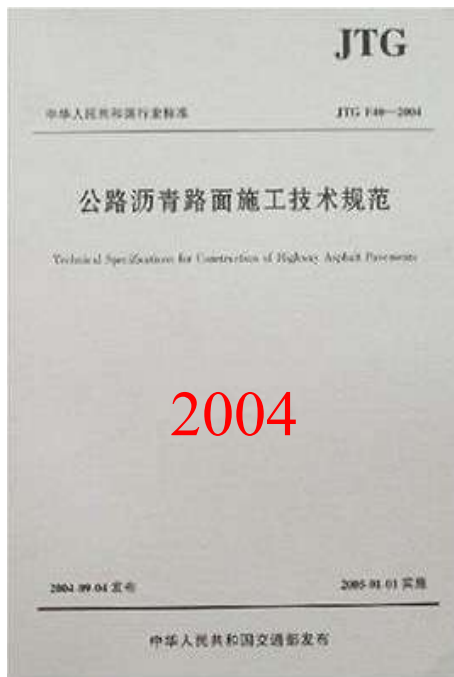 JTG
中华人民共和国行业标准
JTG F40—2004
公路沥青路面施工技术规范
Technical Specifications for Construction of Highway Asphalt Pavements
2004
2004-09-04 发布
2005-01-01 实施
中华人民共和国交通部发布